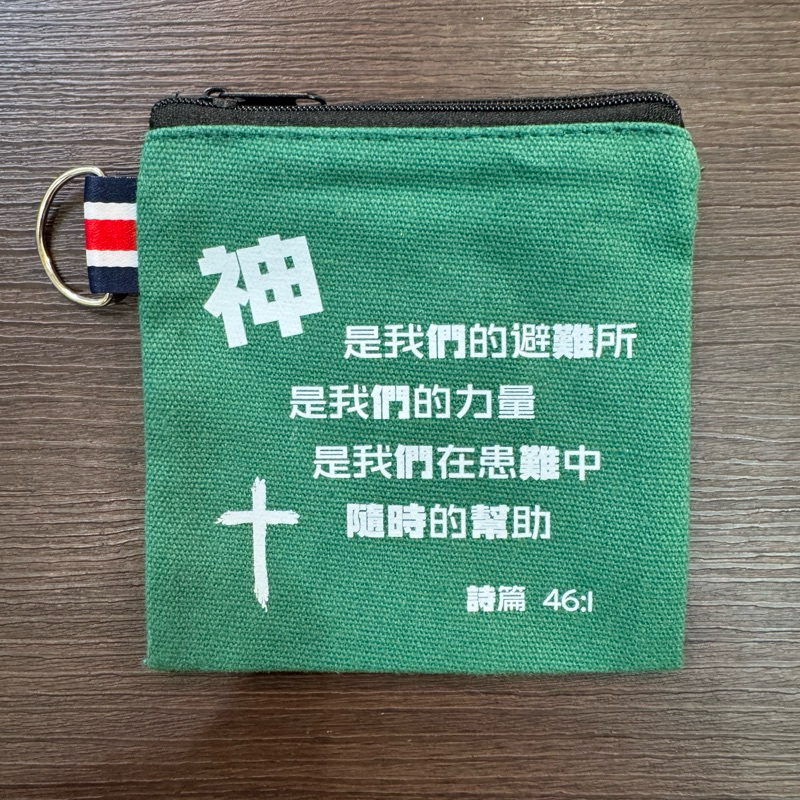 神
是我們的避難所
是我們的力量
是我們在患難中
隨時的幫助
詩篇 46:1